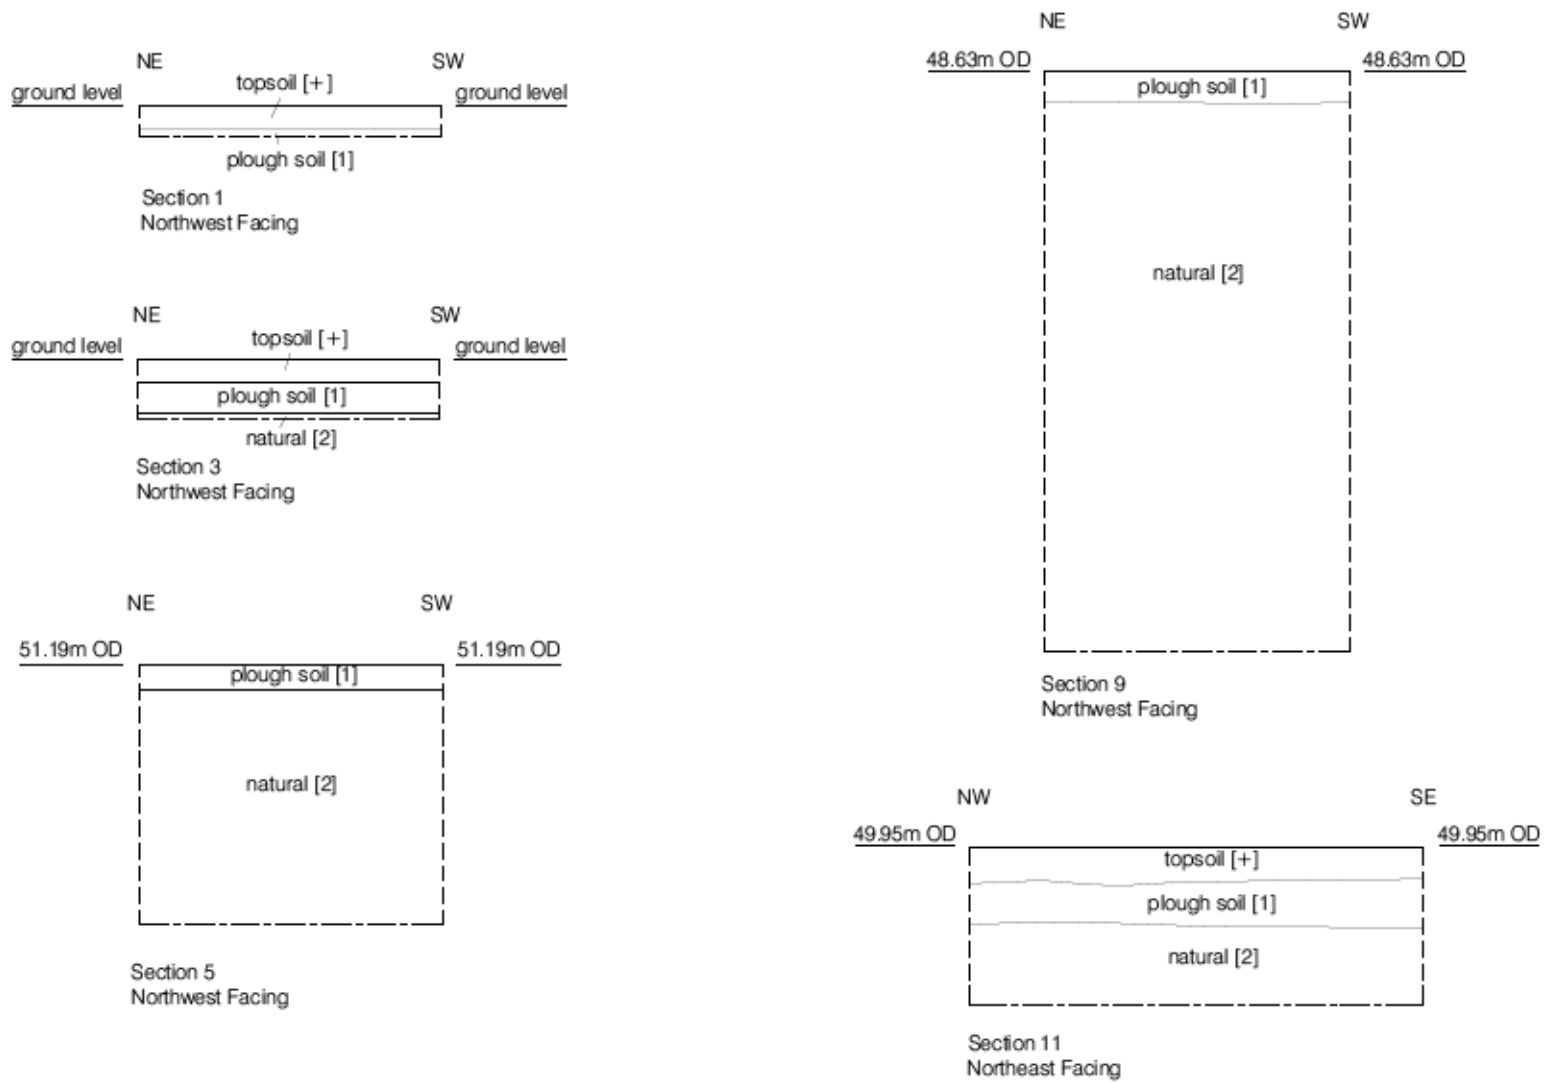 NE
SW
ground level
topsoil [+]
ground level
plough soil [1]
Section 1
Northwest Facing
NE
SW
ground level
topsoil [+]
ground level
plough soil [1]
natural [2]
Section 3
Northwest Facing
NE
SW
51.19m OD
51.19m OD
plough soil [1]
natural [2]
Section 5
Northwest Facing
NE
SW
48.63m OD
48.63m OD
plough soil [1]
natural [2]
Section 9
Northwest Facing
NW
SE
49.95m OD
49.95m OD
topsoil [+]
plough soil [1]
natural [2]
Section 11
Northeast Facing